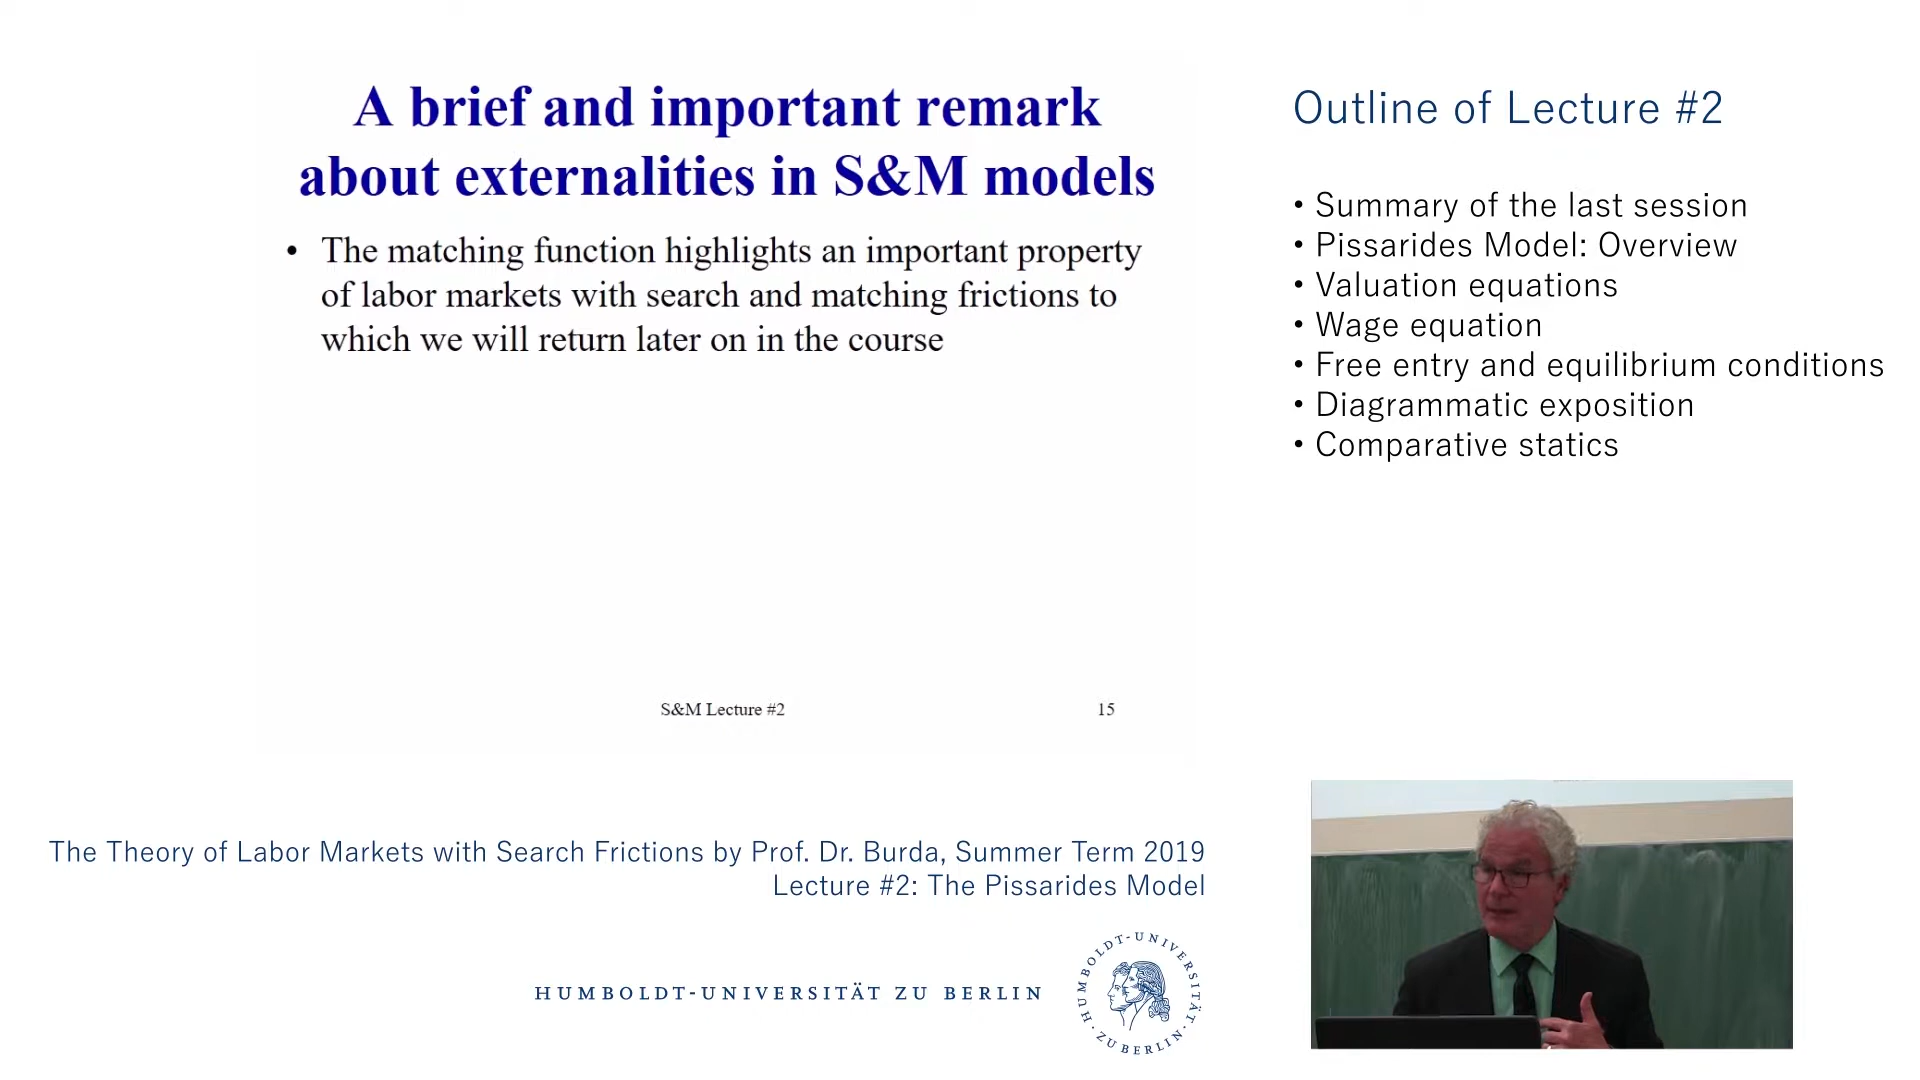 A brief and important remark
about externalities in S&M models
• The matching function highlights an important property
of labor markets with search and matching frictions to
which we will return later on in the course
S&M Lecture #2
15
Outline of Lecture #2
• Summary of the last session
• Pissarides Model: Overview
• Valuation equations
• Wage equation
• Free entry and equilibrium conditions
• Diagrammatic exposition
• Comparative statics
The Theory of Labor Markets with Search Frictions by Prof. Dr. Burda, Summer Term 2019
Lecture #2: The Pissarides Model
HUMBOLDT-UNIVERSITÄT ZU BERLIN
HUMBOLDT-UNIVERSITÄT · ZU BERLIN ·